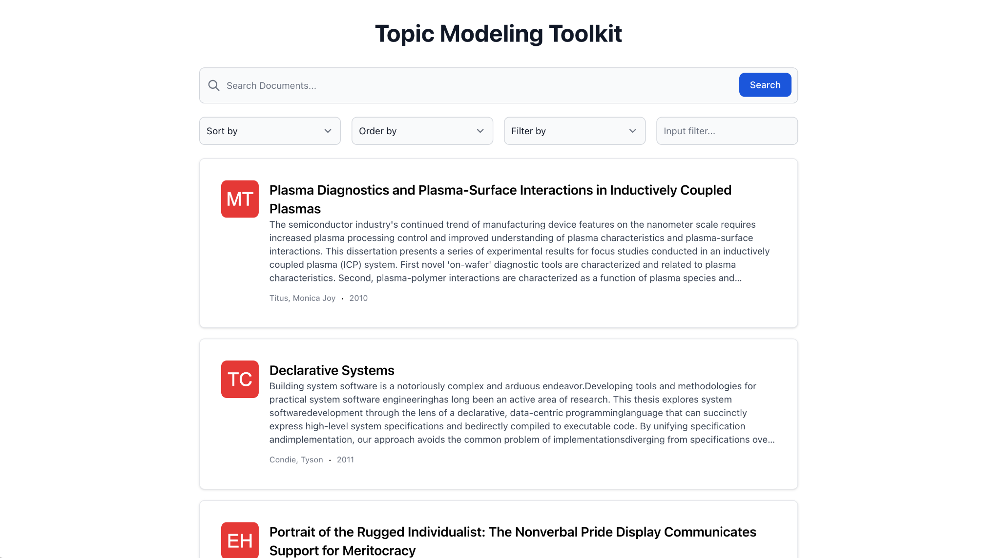 Topic Modeling Toolkit
Search Documents...
Search
Sort by
Order by
Filter by
Input filter...
MT
Plasma Diagnostics and Plasma-Surface Interactions in Inductively Coupled
Plasmas
The semiconductor industry's continued trend of manufacturing device features on the nanometer scale requires
increased plasma processing control and improved understanding of plasma characteristics and plasma-surface
interactions. This dissertation presents a series of experimental results for focus studies conducted in an inductively
coupled plasma (ICP) system. First novel 'on-wafer' diagnostic tools are characterized and related to plasma
characteristics. Second, plasma-polymer interactions are characterized as a function of plasma species and...
Titus, Monica Joy • 2010
TC
Declarative Systems
Building system software is a notoriously complex and arduous endeavor.Developing tools and methodologies for
practical system software engineeringhas long been an active area of research. This thesis explores system
softwaredevelopment through the lens of a declarative, data-centric programminglanguage that can succinctly
express high-level system specifications and bedirectly compiled to executable code. By unifying specification
andimplementation, our approach avoids the common problem of implementationsdiverging from specifications ove...
Condie, Tyson • 2011
EH
Portrait of the Rugged Individualist: The Nonverbal Pride Display Communicates
Support for Meritocracy